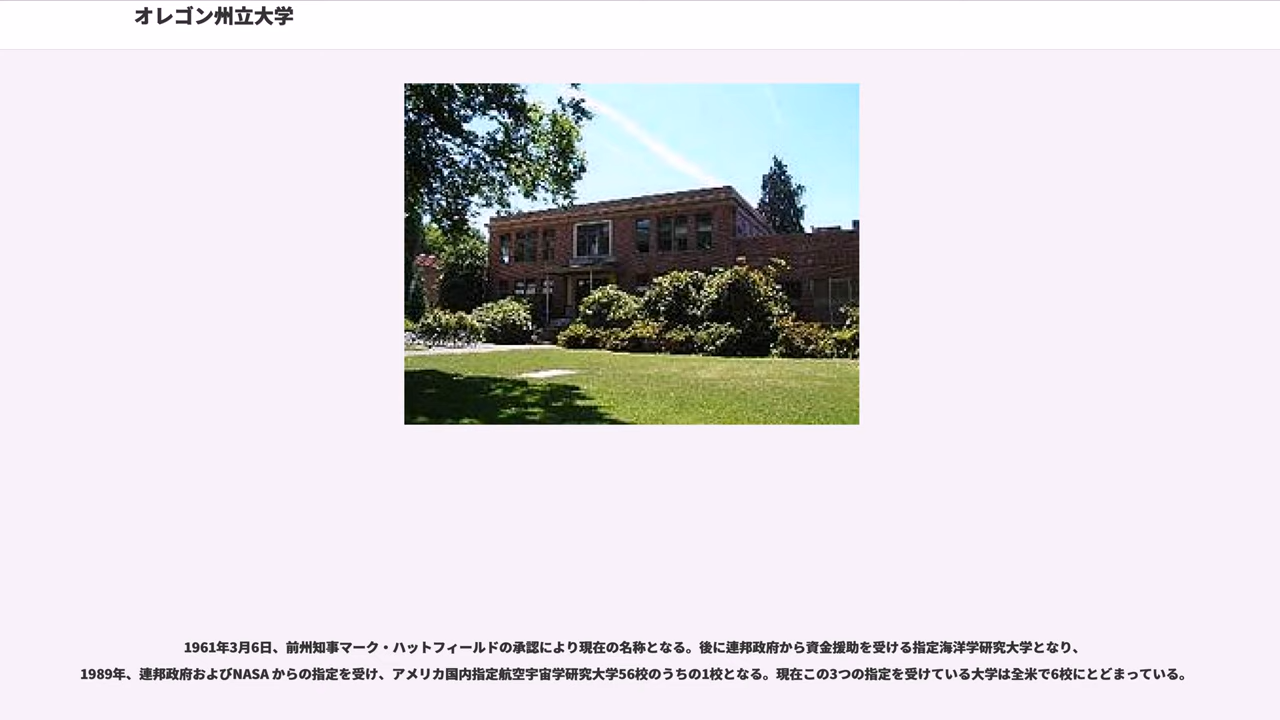 オレゴン州立大学
1961年3月6日、前州知事マーク・ハットフィールドの承認により現在の名称となる。後に連邦政府から資金援助を受ける指定海洋学研究大学となり、
1989年、連邦政府およびNASA からの指定を受け、アメリカ国内指定航空宇宙学研究大学56校のうちの1校となる。現在この3つの指定を受けている大学は全米で6校にとどまっている。